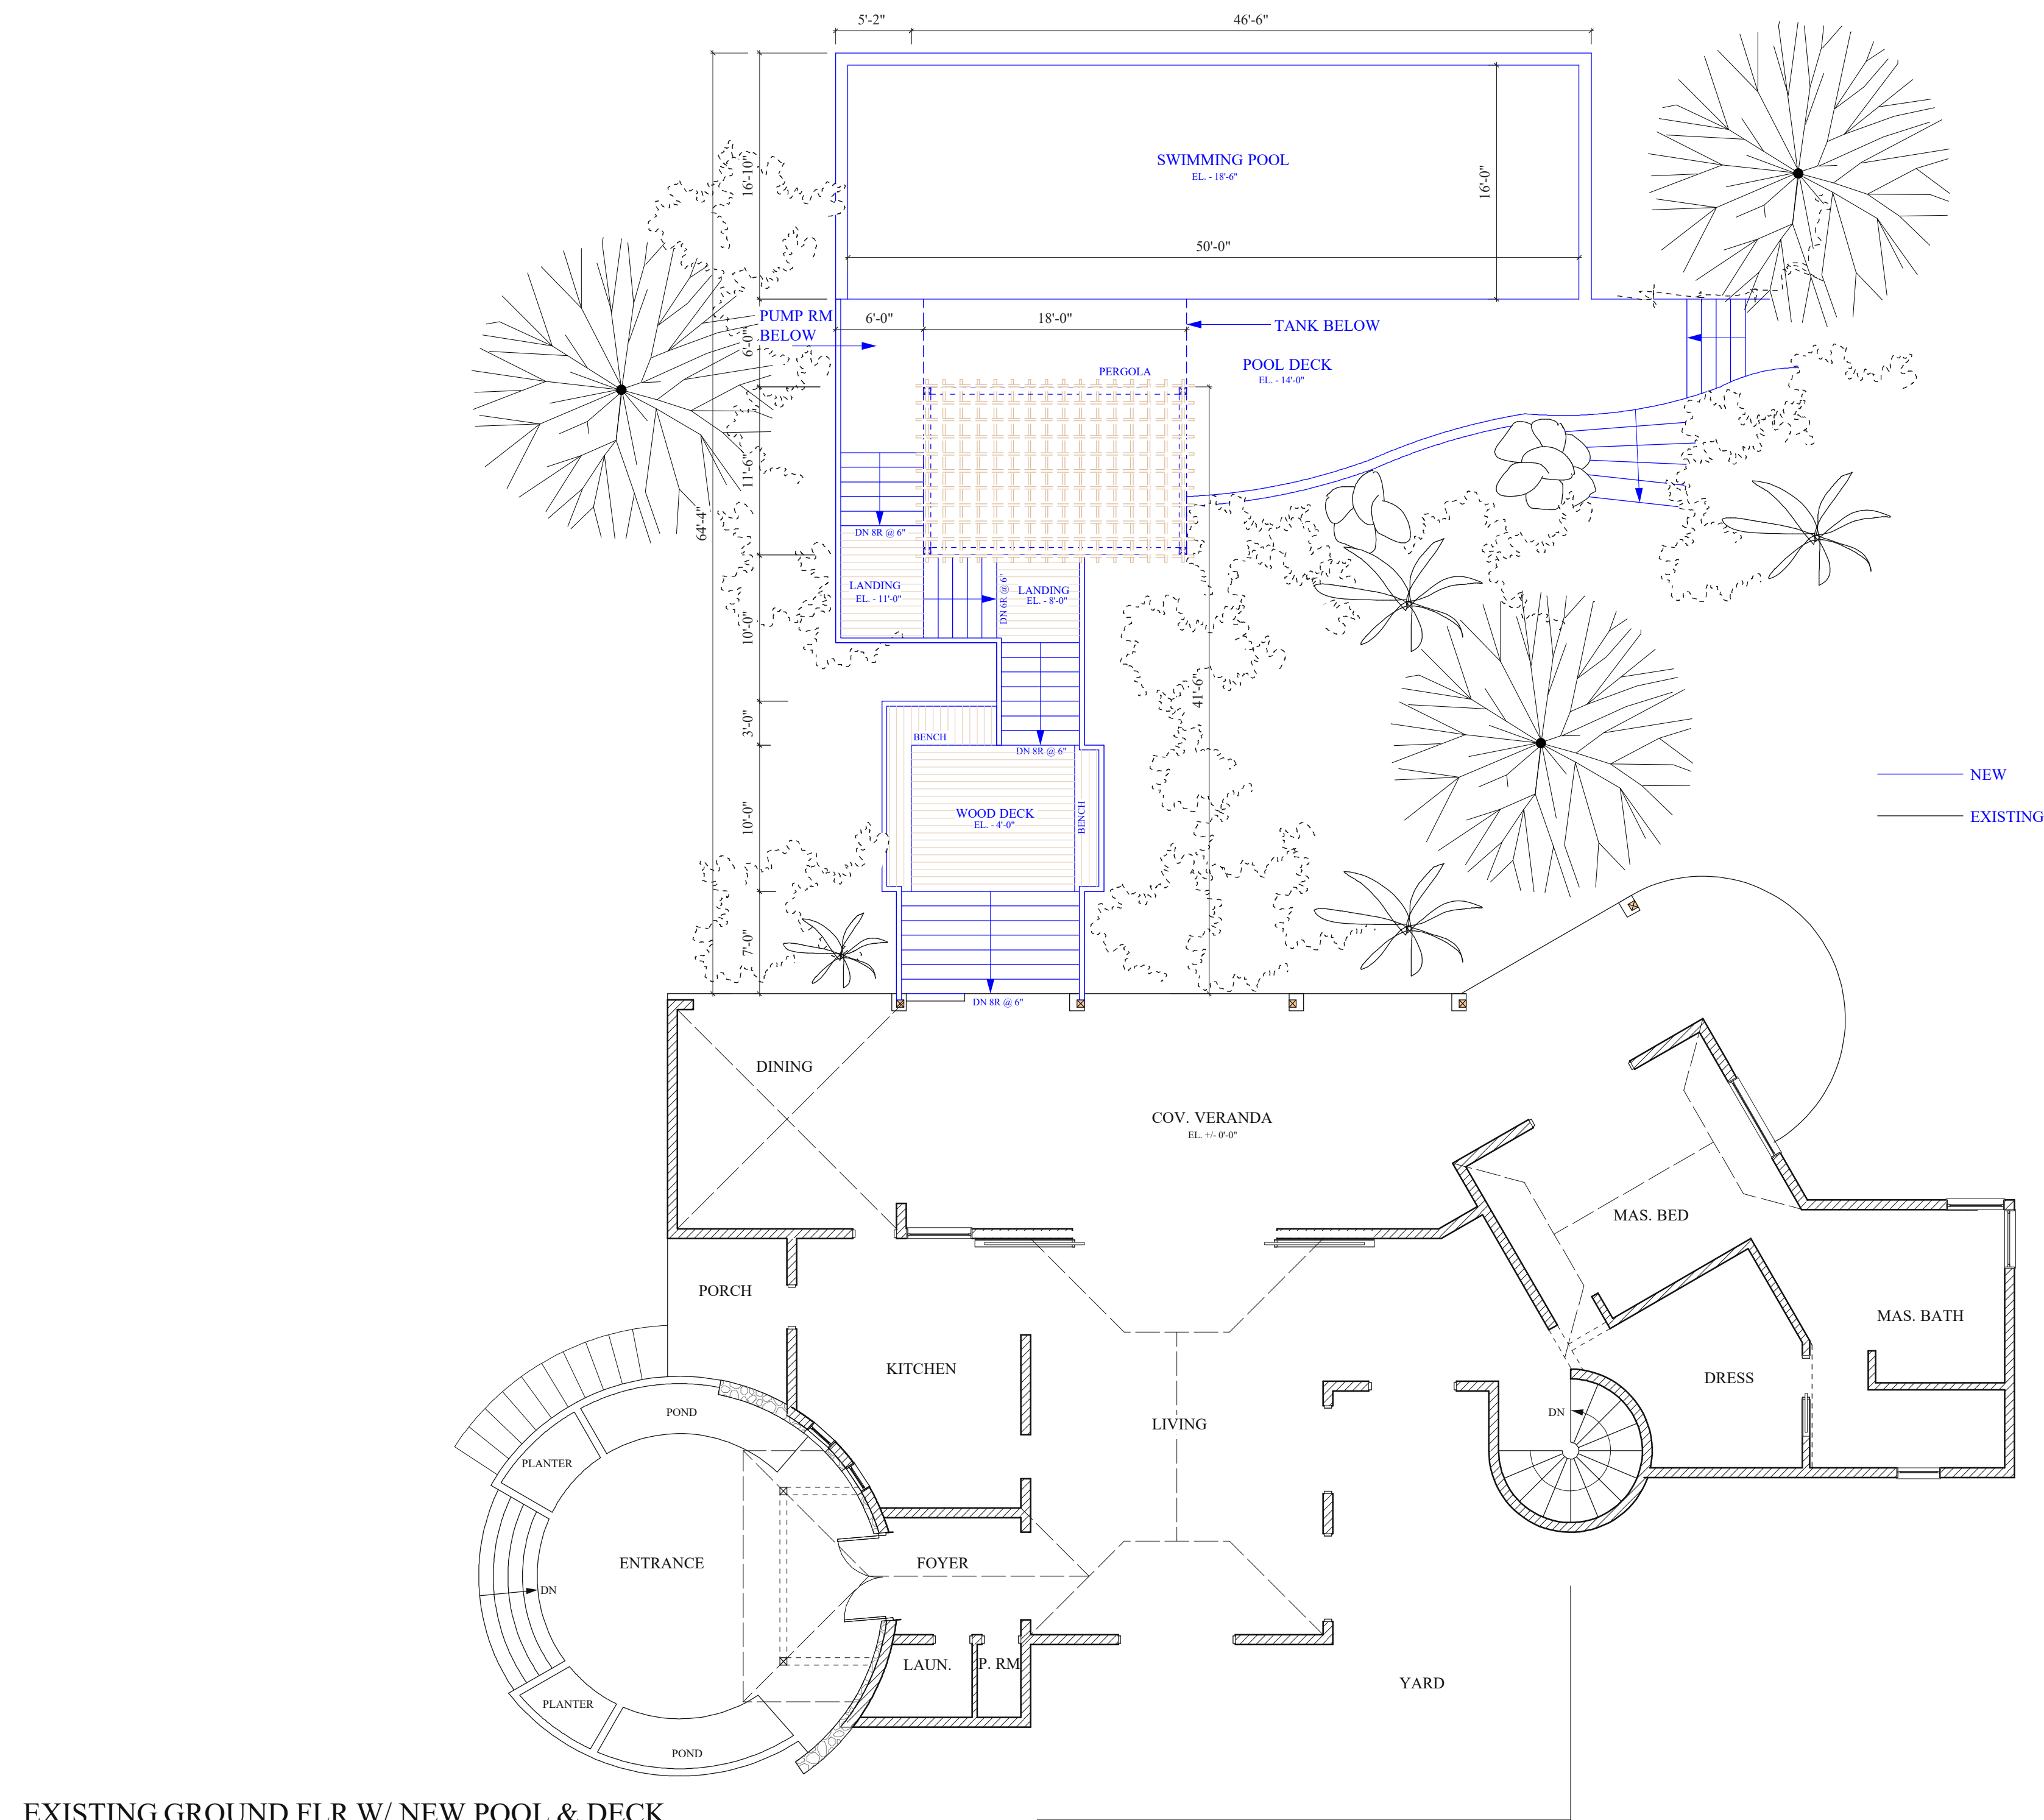 5'-2"
46'-6"
SWIMMING POOL
EL. - 18'-6"
16'-10"
16'-0"
50'-0"
PUMP RM
BELOW
6'-0"
18'-0"
TANK BELOW
6'-0"
POOL DECK
EL. - 14'-0"
PERGOLA
11'-6"
64'-4"
DN 8R @ 6"
LANDING
EL. - 11'-0"
DN 6R @ 6"
LANDING
EL. - 8'-0"
10'-0"
41'-6"
3'-0"
BENCH
DN 8R @ 6"
NEW
WOOD DECK
EL. - 4'-0"
BENCH
10'-0"
EXISTING
7'-0"
DN 8R @ 6"
DINING
COV. VERANDA
EL. +/- 0'-0"
MAS. BED
PORCH
MAS. BATH
KITCHEN
DRESS
POND
DN
LIVING
PLANTER
ENTRANCE
FOYER
DN
LAUN.
P. RM
YARD
PLANTER
POND
EXISTING GROUND FLR W/ NEW POOL & DECK